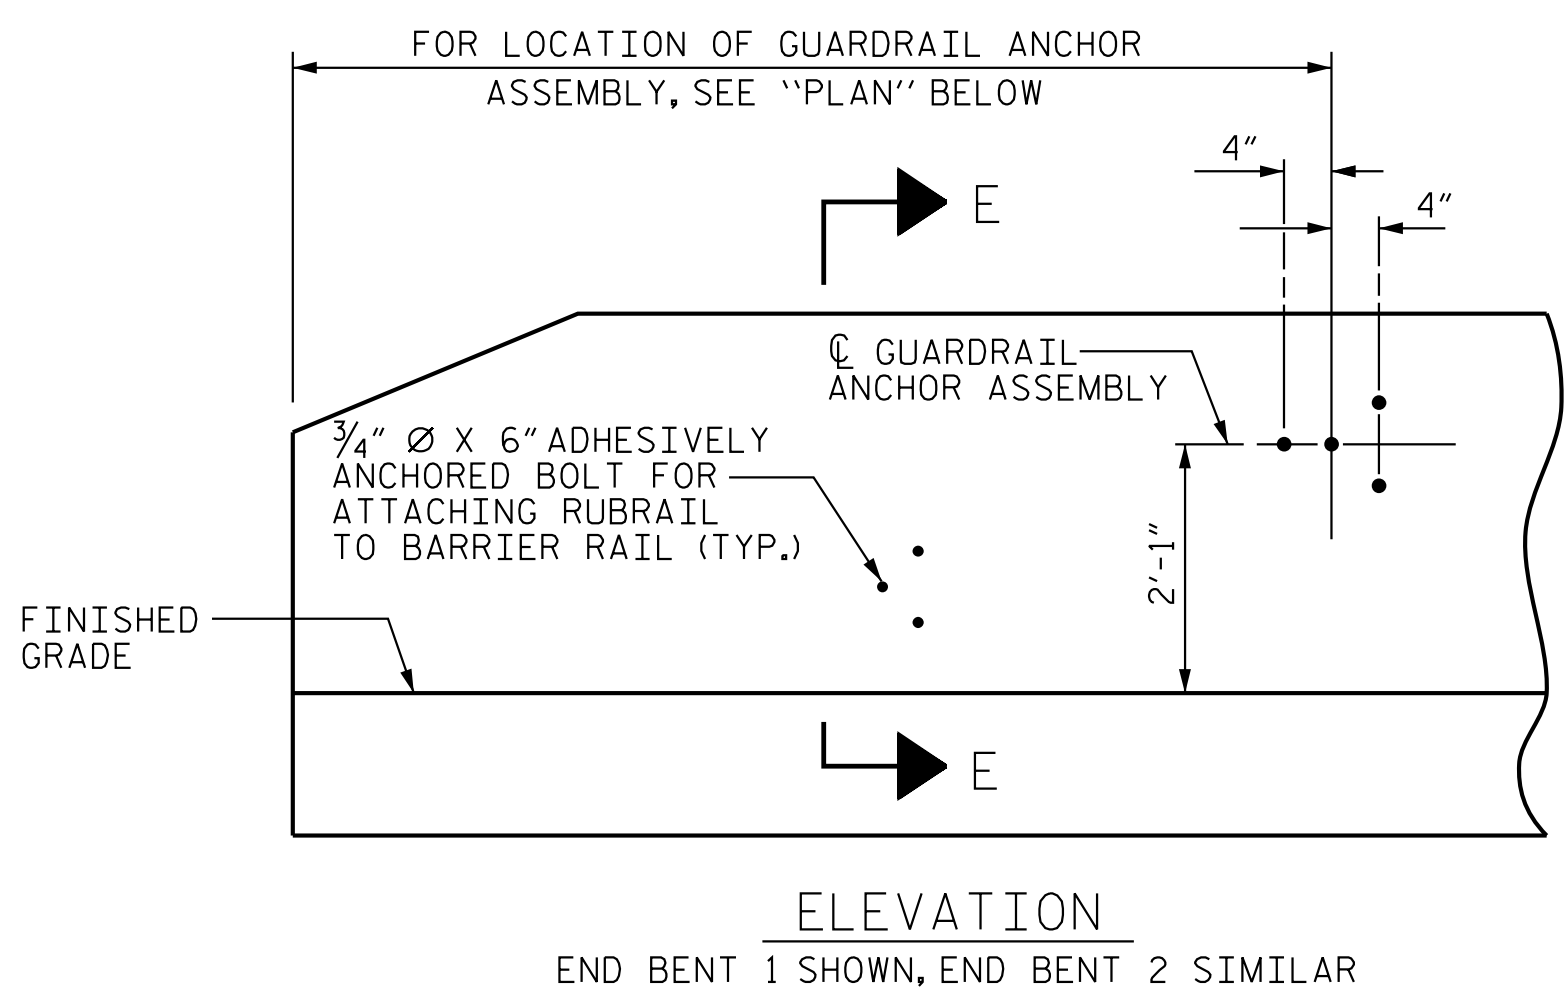 FOR LOCATION OF GUARDRAIL ANCHOR
ASSEMBLY, SEE "PLAN" BELOW
4"
4"
E
℄ GUARDRAIL
ANCHOR ASSEMBLY
3/4" Ø X 6" ADHESIVELY
ANCHORED BOLT FOR
ATTACHING RUBRAIL
TO BARRIER RAIL (TYP.)
2'-1"
FINISHED
GRADE
E
ELEVATION
END BENT 1 SHOWN, END BENT 2 SIMILAR